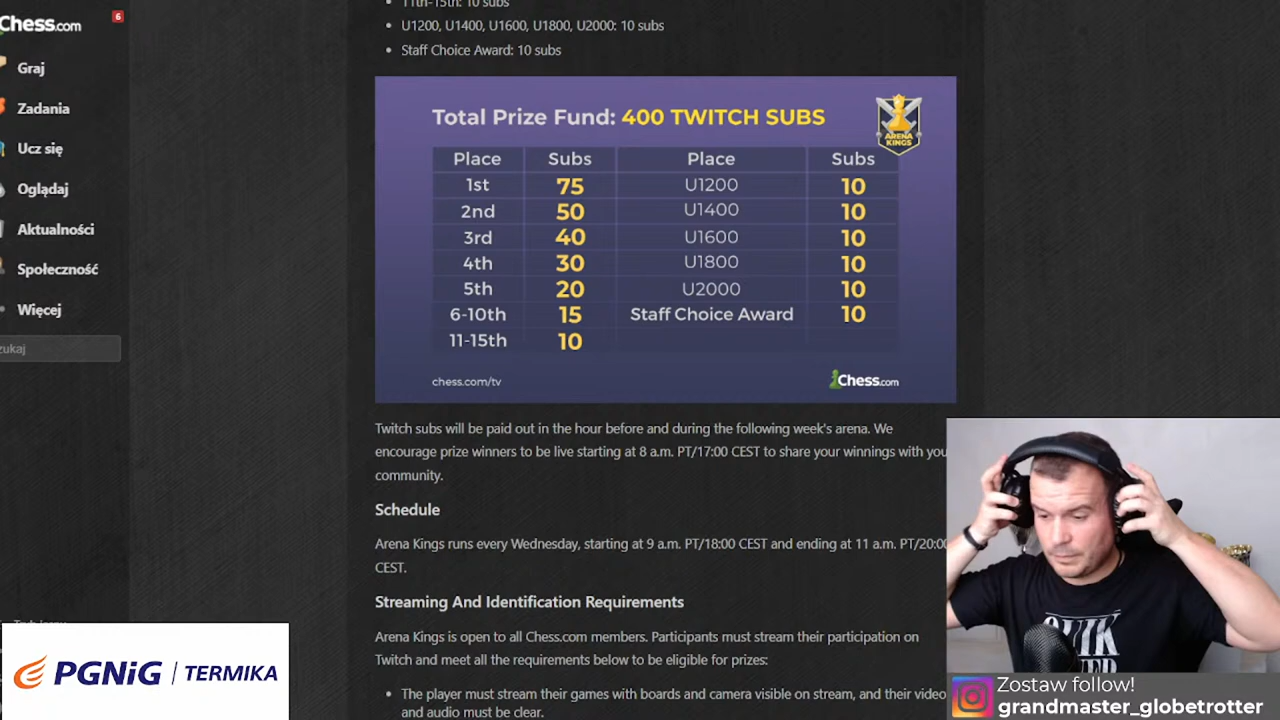 Chess.com
6
Graj
Zadania
Ucz się
Oglądaj
Aktualności
Społeczność
Więcej
zukaj
11th-15th: 10 subs
U1200, U1400, U1600, U1800, U2000: 10 subs
Staff Choice Award: 10 subs
Total Prize Fund: 400 TWITCH SUBS
ARENA
KINGS
Place Subs Place Subs
1st 75 U1200 10
2nd 50 U1400 10
3rd 40 U1600 10
4th 30 U1800 10
5th 20 U2000 10
6-10th 15 Staff Choice Award 10
11-15th 10
chess.com/tv
Chess.com
Twitch subs will be paid out in the hour before and during the following week's arena. We
encourage prize winners to be live starting at 8 a.m. PT/17:00 CEST to share your winnings with you
community.
Schedule
Arena Kings runs every Wednesday, starting at 9 a.m. PT/18:00 CEST and ending at 11 a.m. PT/20:00
CEST.
Streaming And Identification Requirements
Arena Kings is open to all Chess.com members. Participants must stream their participation on
Twitch and meet all the requirements below to be eligible for prizes:
The player must stream their games with boards and camera visible on stream, and their video
and audio must be clear.
PGNiG | TERMIKA
Zostaw follow!
grandmaster_globetrotter